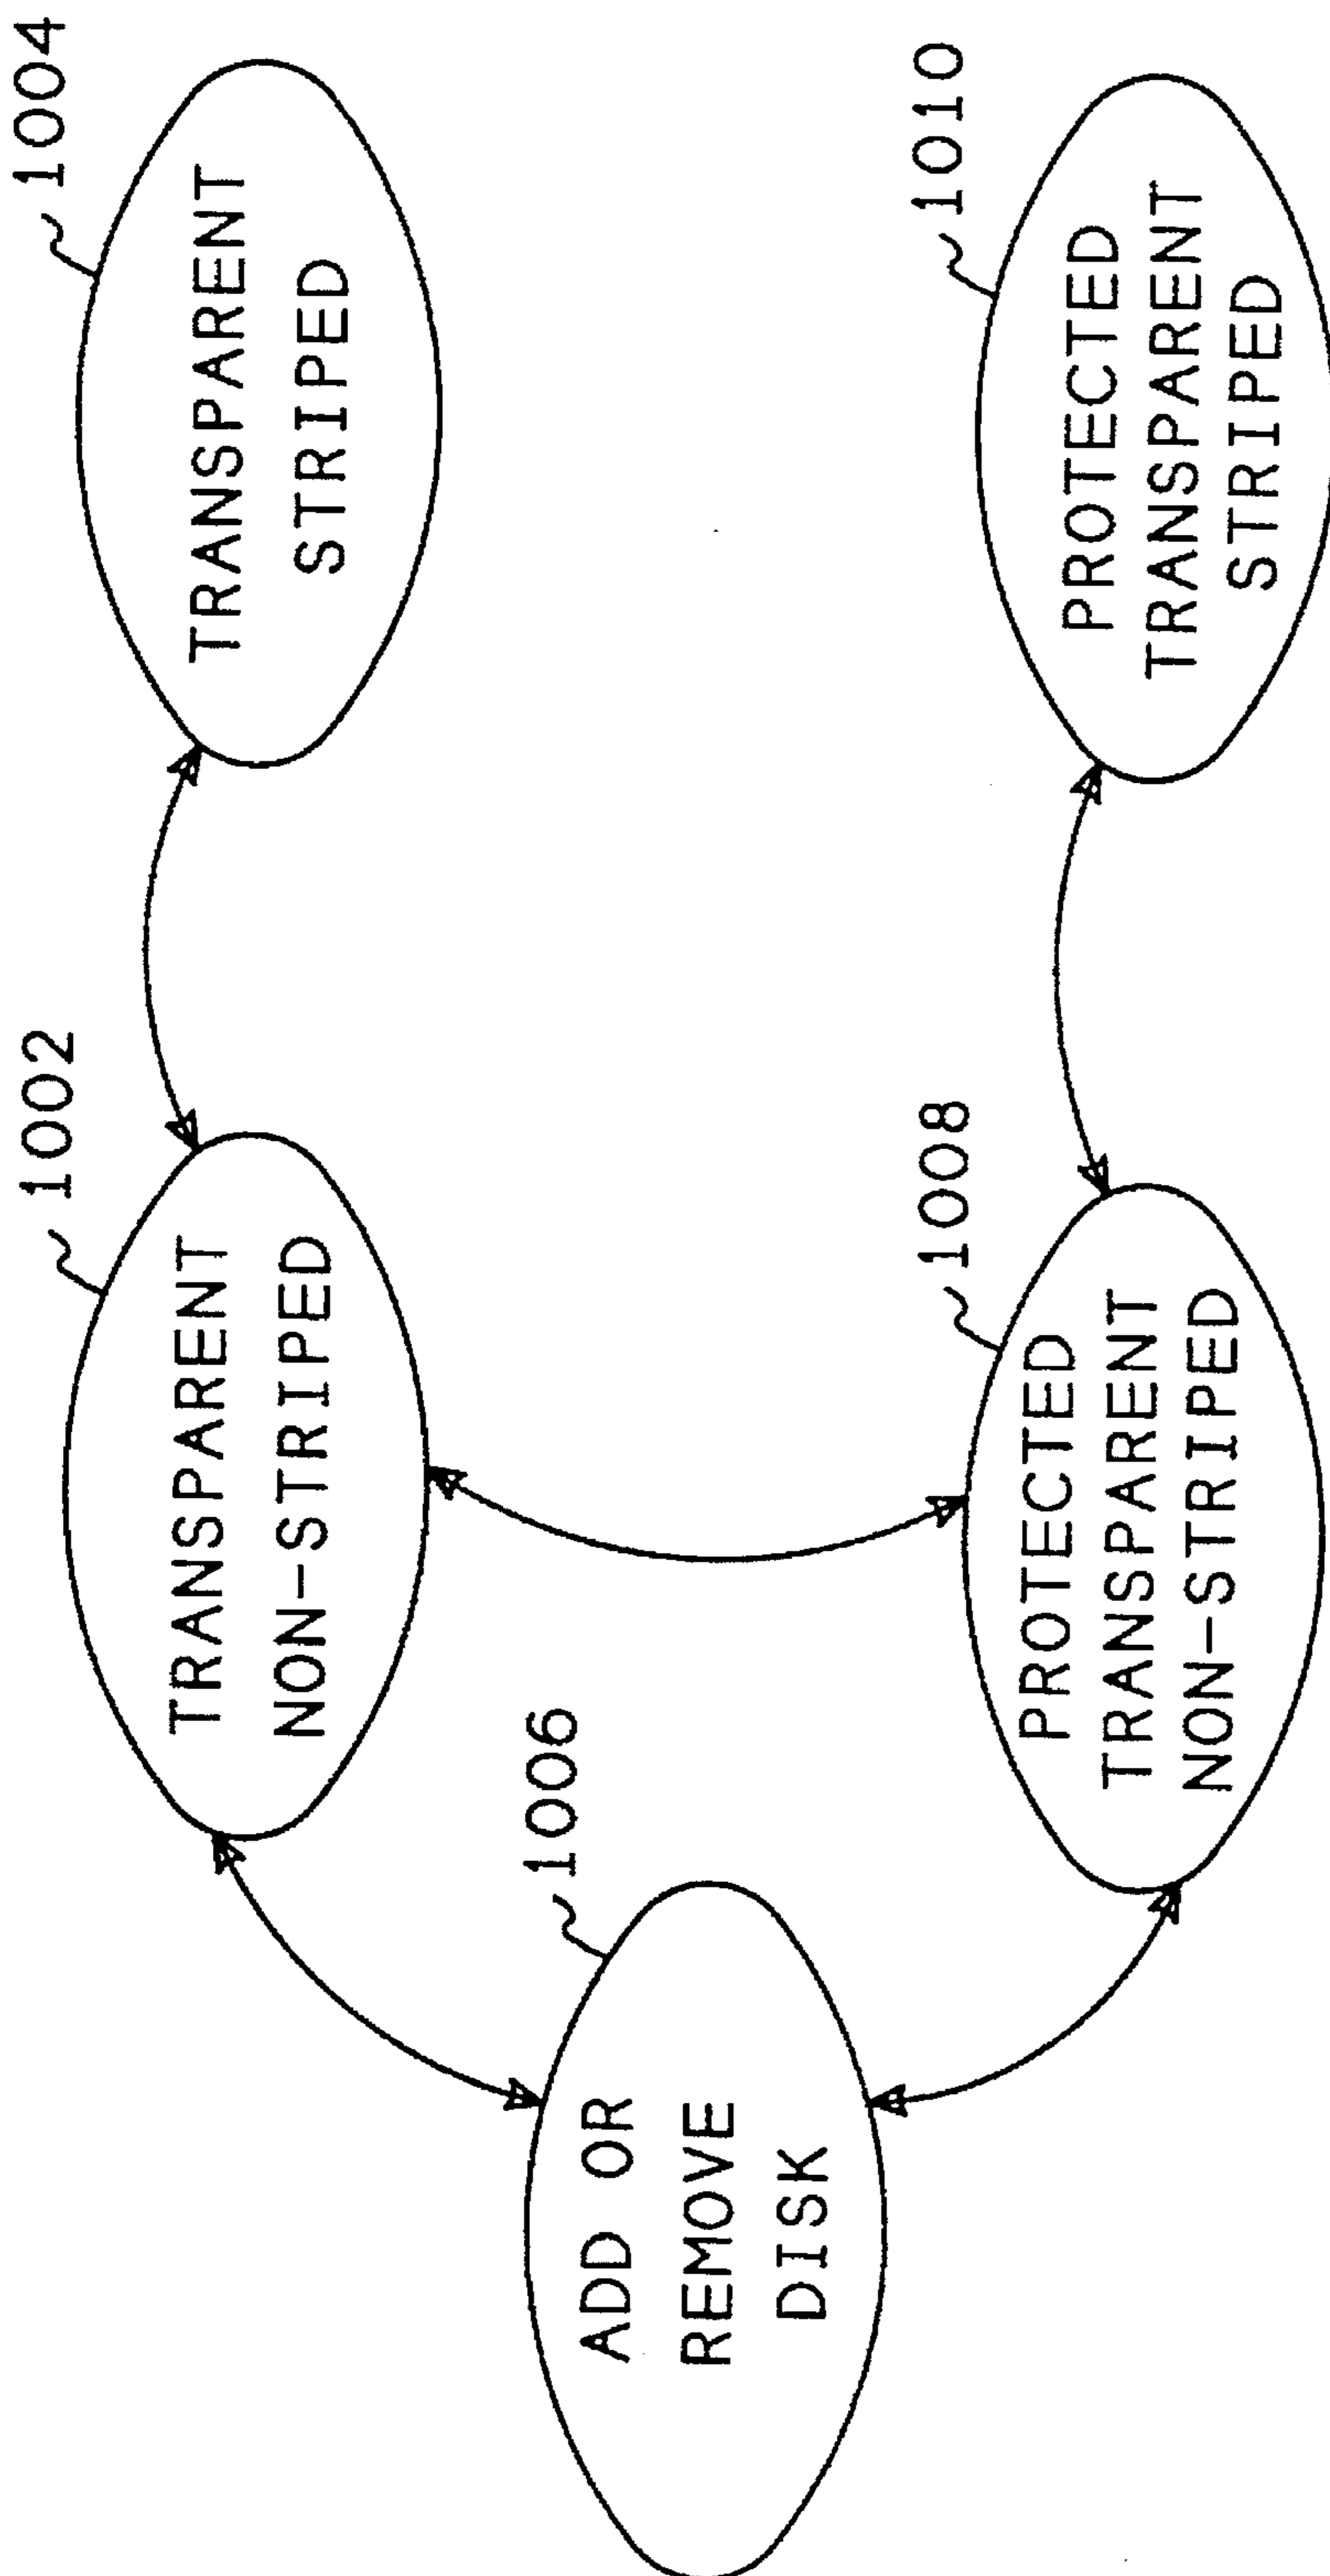 1002
TRANSPARENT
NON-STRIPED
1004
TRANSPARENT
STRIPED
1006
ADD OR
REMOVE
DISK
1008
PROTECTED
TRANSPARENT
NON-STRIPED
1010
PROTECTED
TRANSPARENT
STRIPED